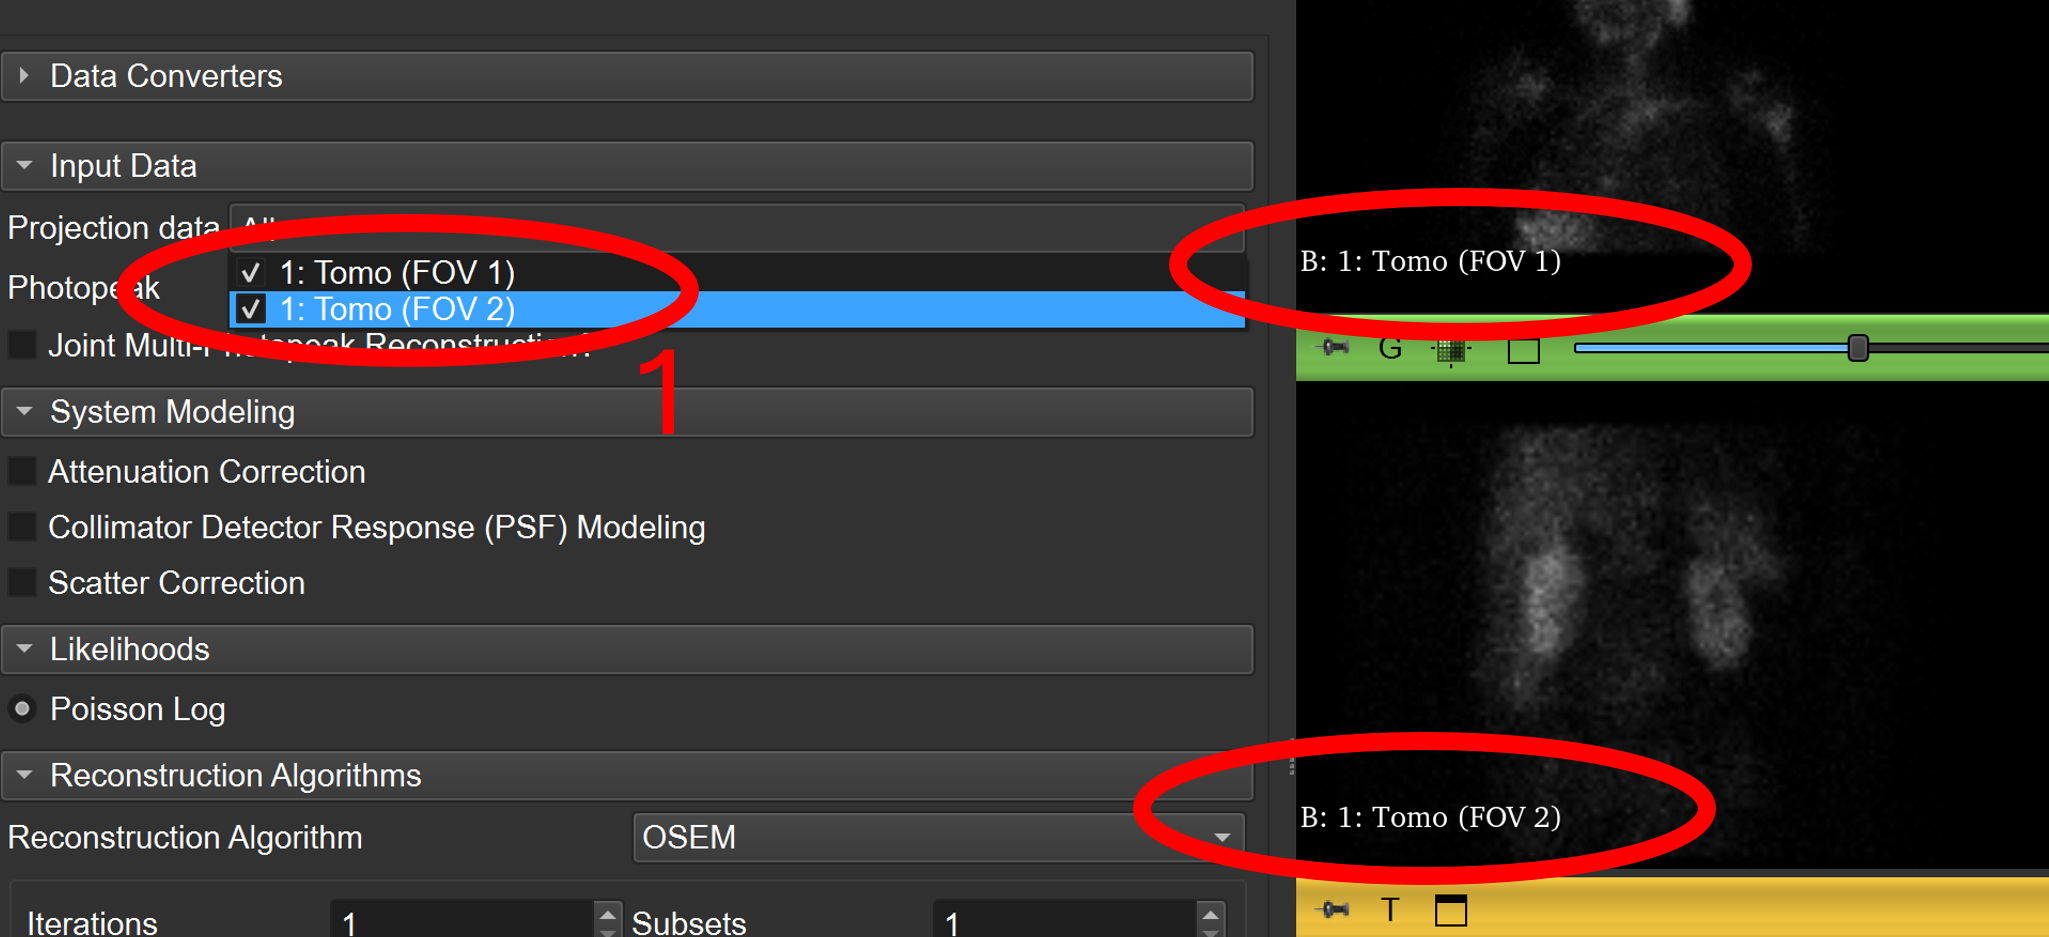 Data Converters
Input Data
Projection data All
1: Tomo (FOV 1)
Photopeak
1: Tomo (FOV 2)
Joint Multi-Photopeak Reconstruction?
1
System Modeling
Attenuation Correction
Collimator Detector Response (PSF) Modeling
Scatter Correction
Likelihoods
Poisson Log
Reconstruction Algorithms
Reconstruction Algorithm OSEM
Iterations 1 Subsets 1
B: 1: Tomo (FOV 1)
G
B: 1: Tomo (FOV 2)
T